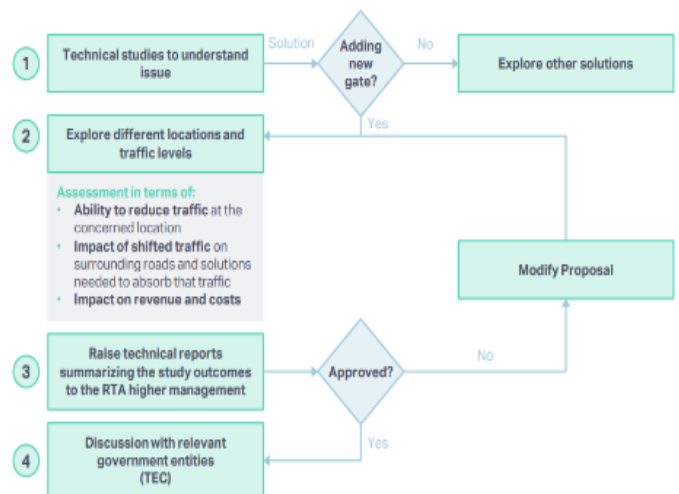 1
Technical studies to understand
issue
Solution
Adding
new
gate?
No
Explore other solutions
Yes
2
Explore different locations and
traffic levels
Assessment in terms of:
• Ability to reduce traffic at the
concerned location
• Impact of shifted traffic on
surrounding roads and solutions
needed to absorb that traffic
• Impact on revenue and costs
Modify Proposal
3
Raise technical reports
summarizing the study outcomes
to the RTA higher management
Approved?
No
Yes
4
Discussion with relevant
government entities
(TEC)